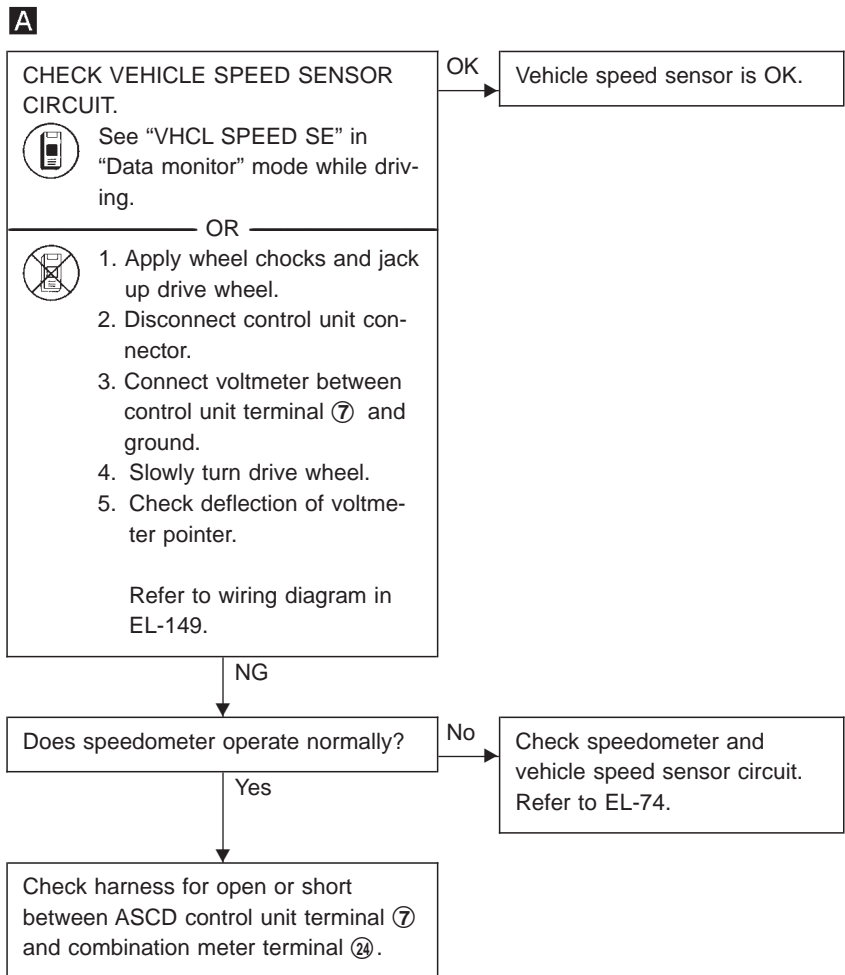 A
CHECK VEHICLE SPEED SENSOR
CIRCUIT.
See “VHCL SPEED SE” in
“Data monitor” mode while driv-
ing.
OR
1. Apply wheel chocks and jack
up drive wheel.
2. Disconnect control unit con-
nector.
3. Connect voltmeter between
control unit terminal ⑦ and
ground.
4. Slowly turn drive wheel.
5. Check deflection of voltme-
ter pointer.
Refer to wiring diagram in
EL-149.
OK
Vehicle speed sensor is OK.
NG
Does speedometer operate normally?
No
Check speedometer and
vehicle speed sensor circuit.
Refer to EL-74.
Yes
Check harness for open or short
between ASCD control unit terminal ⑦
and combination meter terminal ㉔.